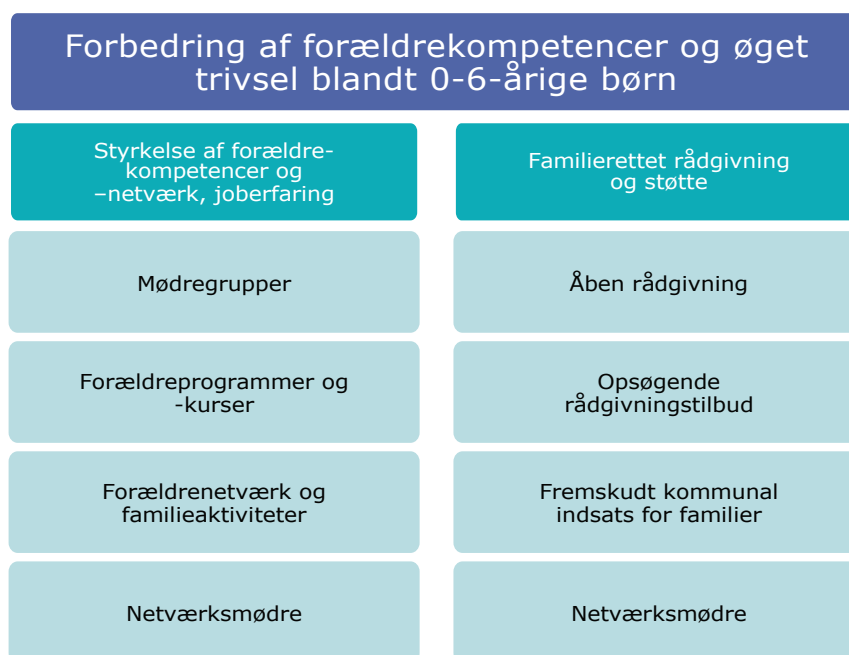 Forbedring af forældrekompetencer og øget
trivsel blandt 0-6-årige børn
Styrkelse af forældre-
kompetencer og
–netværk, joberfaring
Familierettet rådgivning
og støtte
Mødregrupper
Åben rådgivning
Forældreprogrammer og
-kurser
Opsøgende
rådgivningstilbud
Forældrenetværk og
familieaktiviteter
Fremskudt kommunal
indsats for familier
Netværksmødre
Netværksmødre